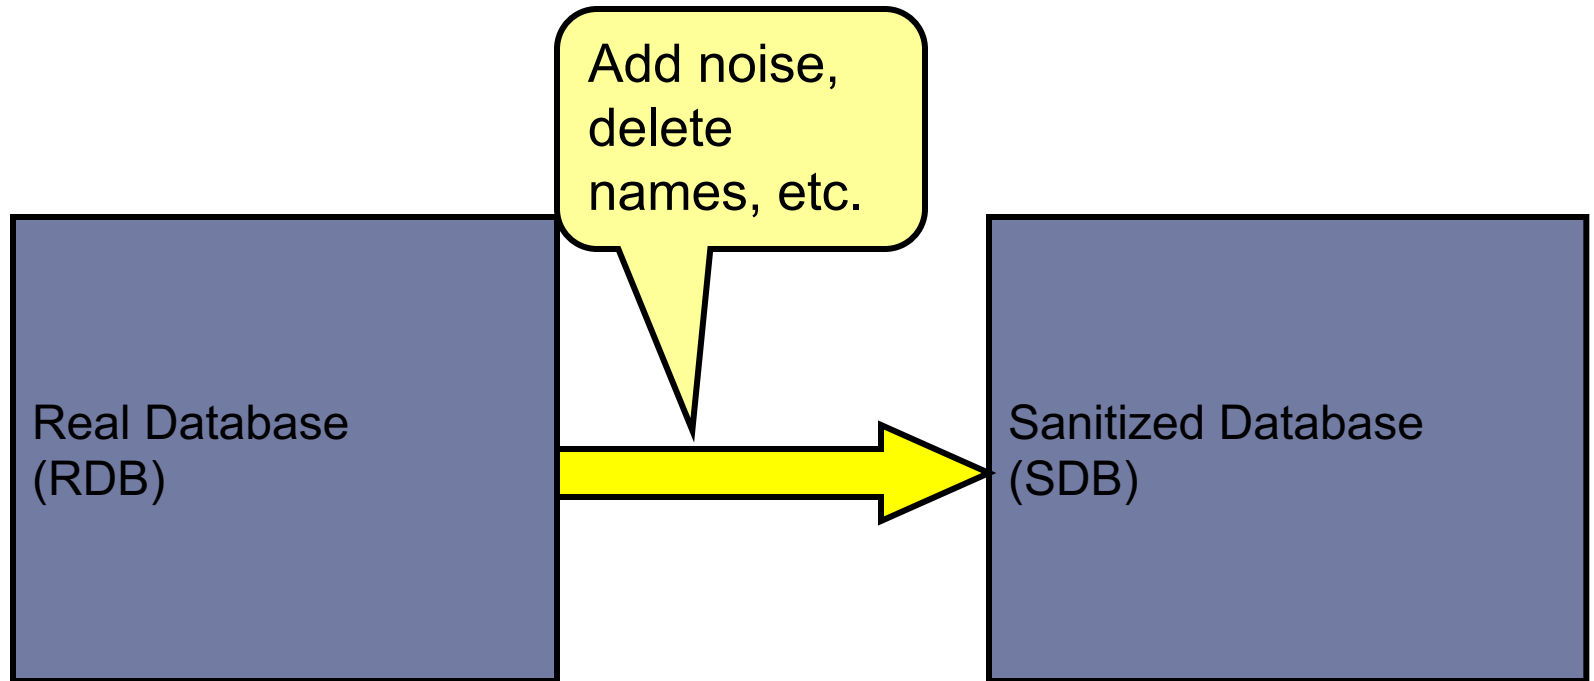 Add noise,
delete
names, etc.
Real Database
(RDB)
Sanitized Database
(SDB)